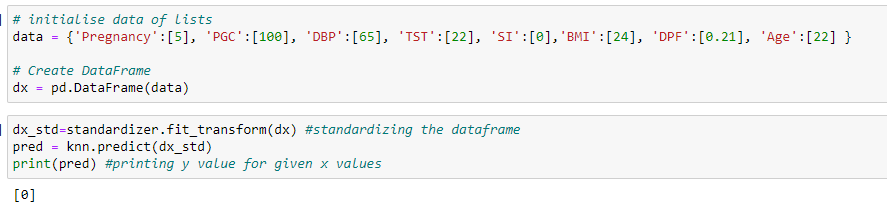 # initialise data of lists
data = {'Pregnancy':[5], 'PGC':[100], 'DBP':[65], 'TST':[22], 'SI':[0],'BMI':[24], 'DPF':[0.21], 'Age':[22] }
# Create DataFrame
dx = pd.DataFrame(data)
dx_std=standardizer.fit_transform(dx) #standardizing the dataframe
pred = knn.predict(dx_std)
print(pred) #printing y value for given x values
[0]